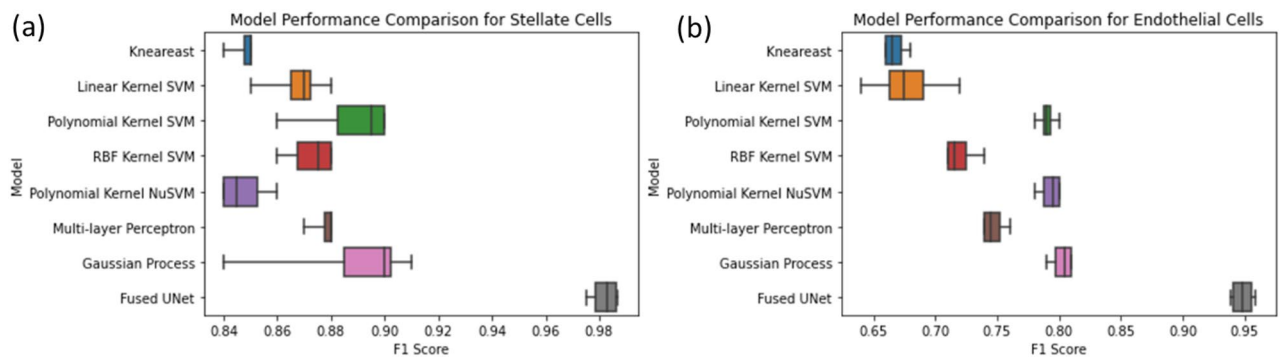 (a)
Model Performance Comparison for Stellate Cells
Model
Kneareast
Linear Kernel SVM
Polynomial Kernel SVM
RBF Kernel SVM
Polynomial Kernel NuSVM
Multi-layer Perceptron
Gaussian Process
Fused UNet
0.84 0.86 0.88 0.90 0.92 0.94 0.96 0.98
F1 Score
(b)
Model Performance Comparison for Endothelial Cells
Model
Kneareast
Linear Kernel SVM
Polynomial Kernel SVM
RBF Kernel SVM
Polynomial Kernel NuSVM
Multi-layer Perceptron
Gaussian Process
Fused UNet
0.65 0.70 0.75 0.80 0.85 0.90 0.95
F1 Score